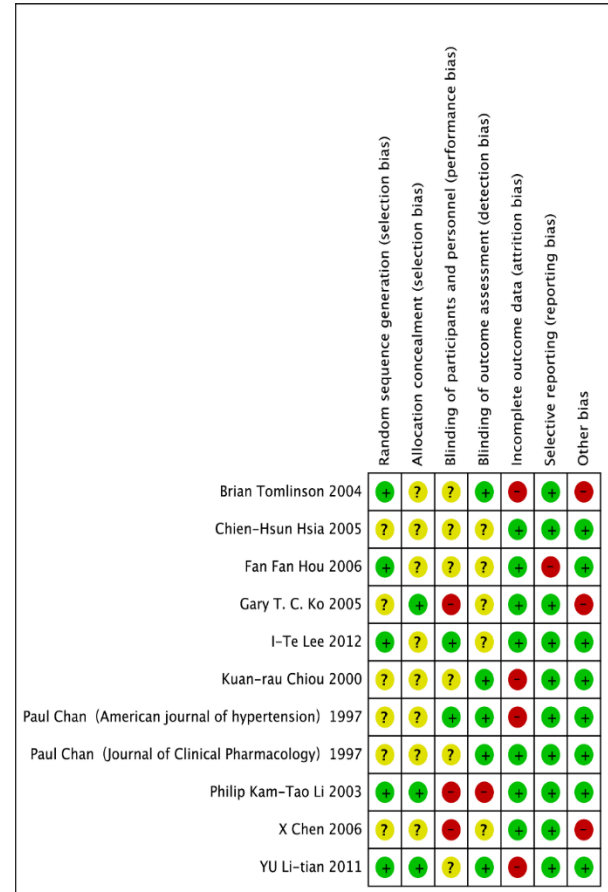 Random sequence generation (selection bias)
Allocation concealment (selection bias)
Blinding of participants and personnel (performance bias)
Blinding of outcome assessment (detection bias)
Incomplete outcome data (attrition bias)
Selective reporting (reporting bias)
Other bias
Brian Tomlinson 2004 + ? ? + - + -
Chien-Hsun Hsia 2005 ? ? ? ? + + +
Fan Fan Hou 2006 + ? ? ? + - +
Gary T. C. Ko 2005 ? + - ? + + -
I-Te Lee 2012 + ? + ? + + +
Kuan-rau Chiou 2000 ? ? ? + - + +
Paul Chan (American journal of hypertension) 1997 ? ? + + - + +
Paul Chan (Journal of Clinical Pharmacology) 1997 ? ? ? + + + +
Philip Kam-Tao Li 2003 + + - - + + +
X Chen 2006 ? ? - ? + + -
YU Li-tian 2011 + + ? + - + +